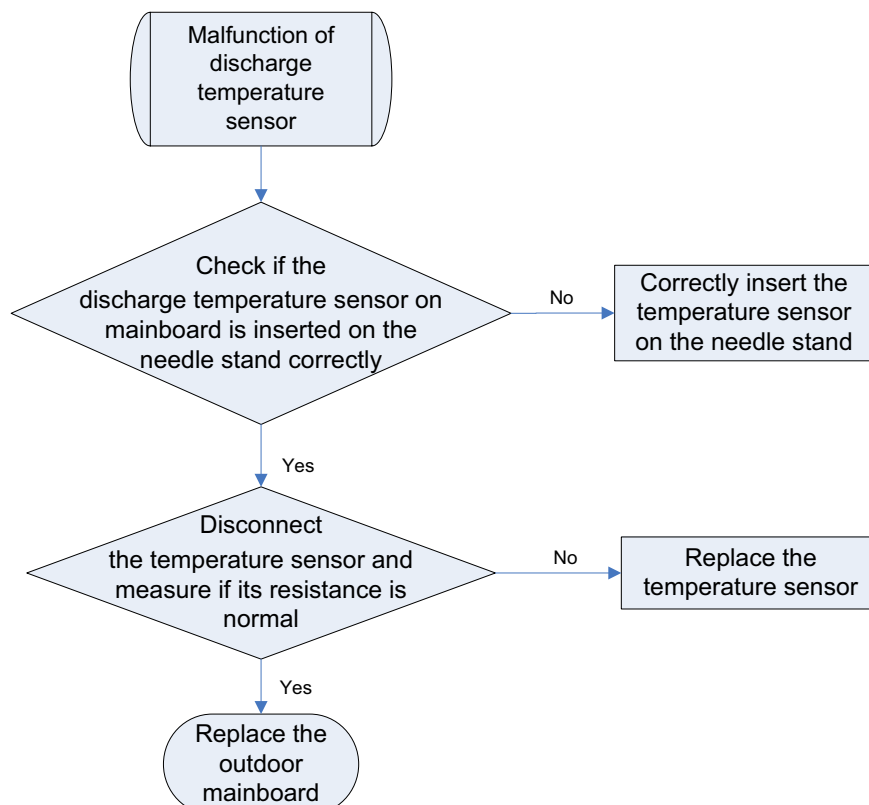 Malfunction of
discharge
temperature
sensor
Check if the
discharge temperature sensor on
mainboard is inserted on the
needle stand correctly
No
Correctly insert the
temperature sensor
on the needle stand
Yes
Disconnect
the temperature sensor and
measure if its resistance is
normal
No
Replace the
temperature sensor
Yes
Replace the
outdoor
mainboard